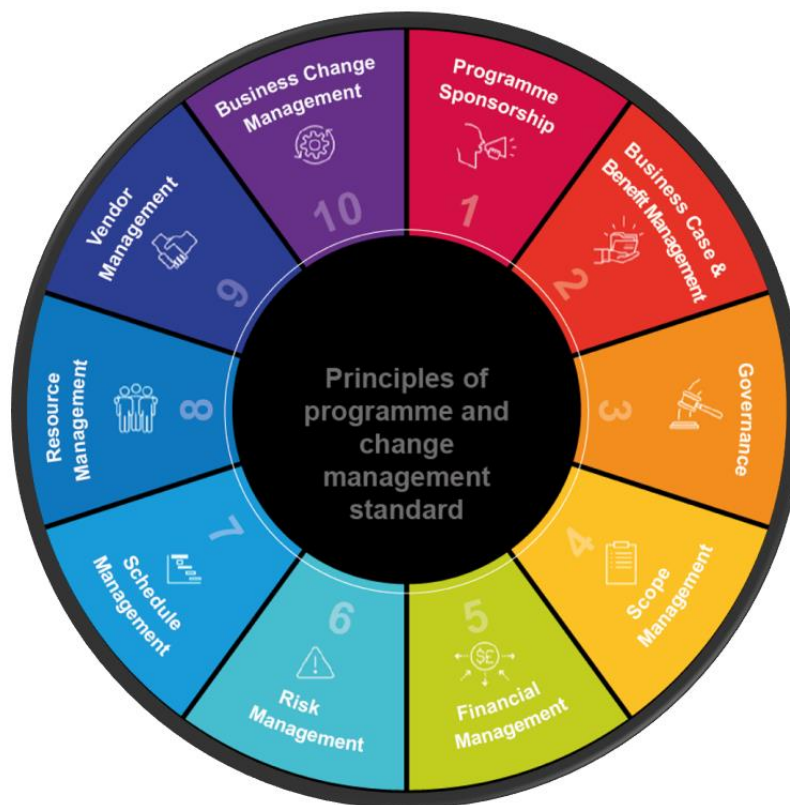 Programme
Sponsorship
1
Business Case &
Benefit Management
2
Governance
3
Scope
Management
4
$£
Financial
Management
5
Risk
Management
6
Schedule
Management
7
Resource
Management
8
Vendor
Management
9
Business Change
Management
10
Principles of
programme and
change
management
standard